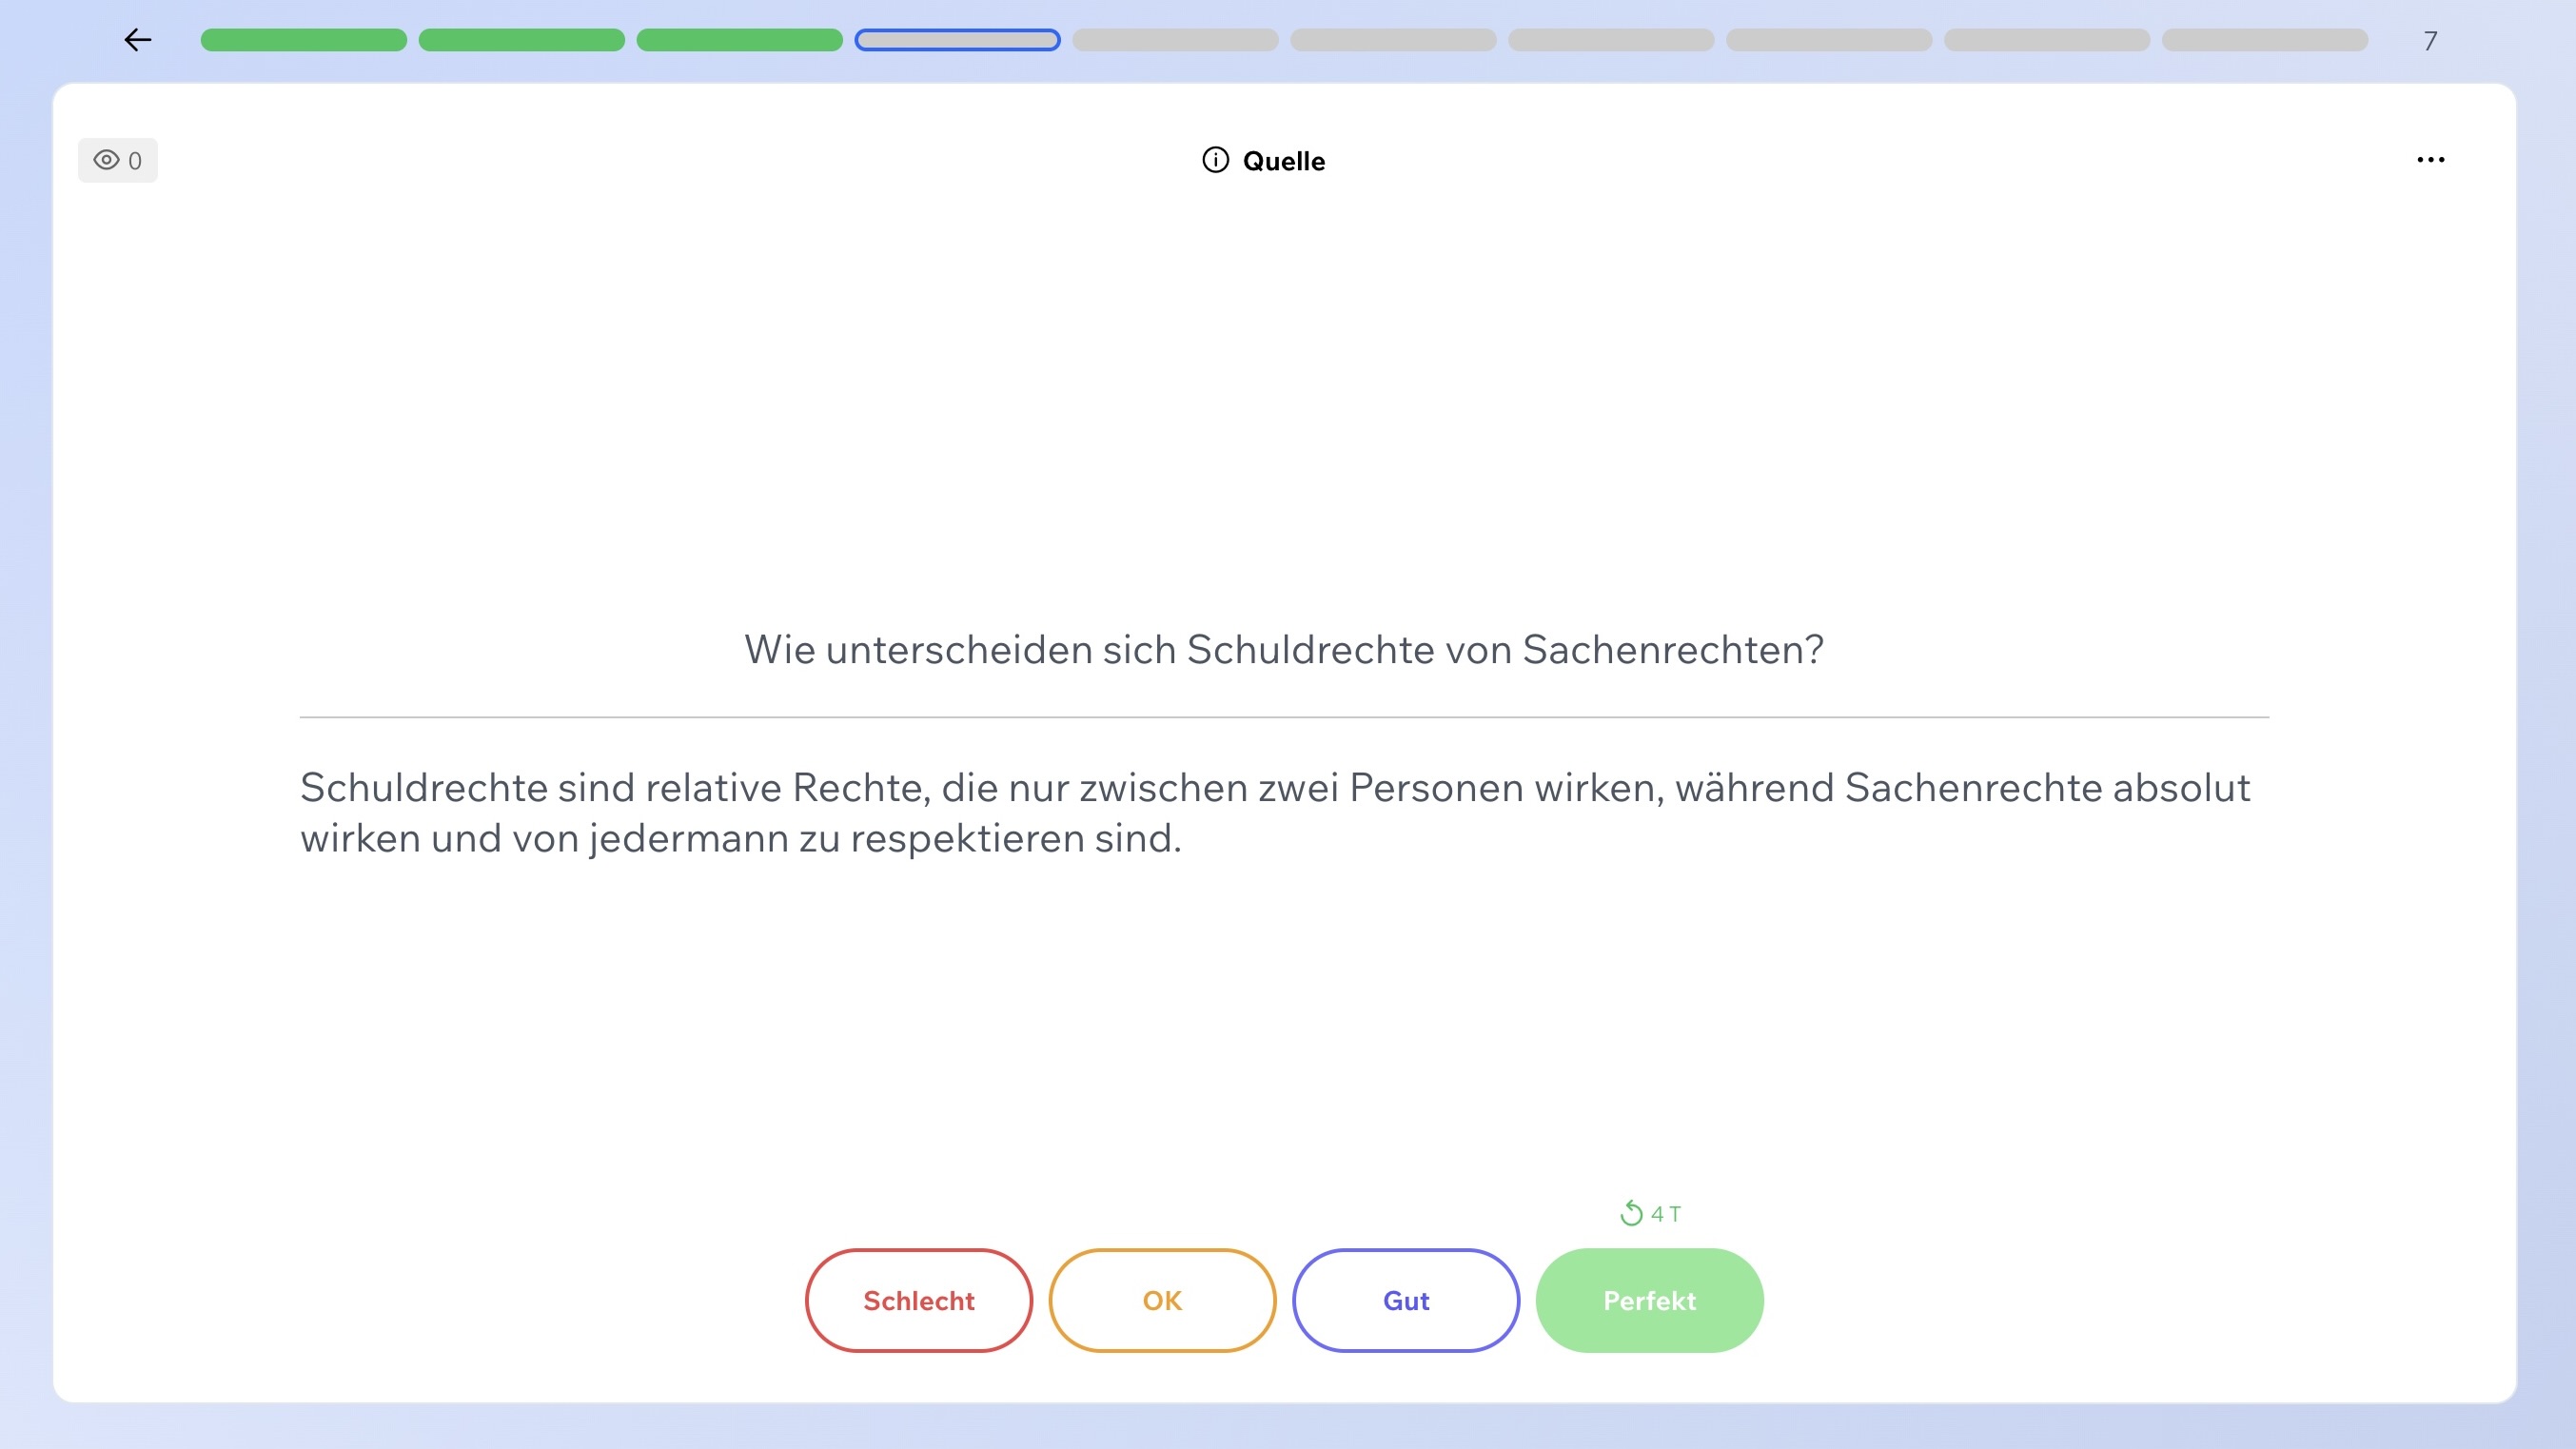 7
0
Quelle
Wie unterscheiden sich Schuldrechte von Sachenrechten?
Schuldrechte sind relative Rechte, die nur zwischen zwei Personen wirken, während Sachenrechte absolut
wirken und von jedermann zu respektieren sind.
4 T
Schlecht
OK
Gut
Perfekt